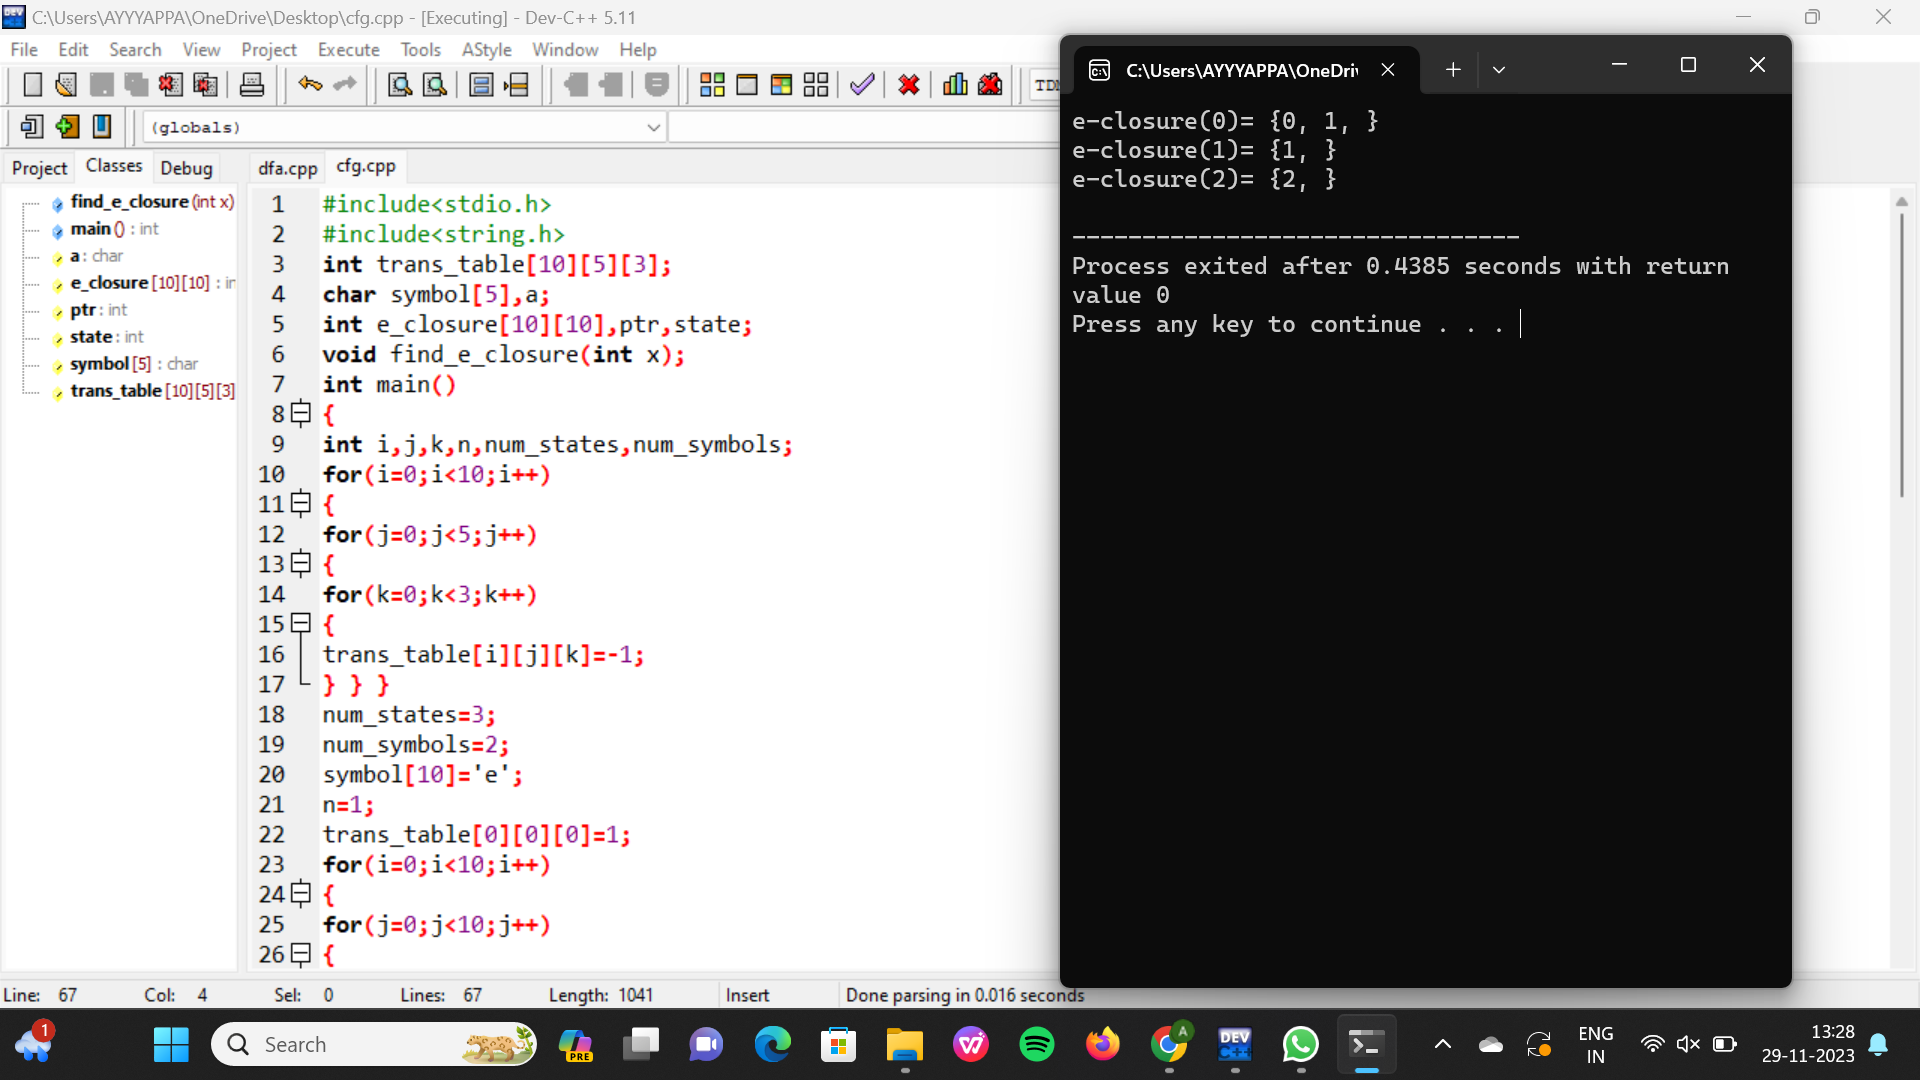 C:\Users\AYYYAPPA\OneDrive\Desktop\cfg.cpp - [Executing] - Dev-C++ 5.11
File Edit Search View Project Execute Tools AStyle Window Help
(globals)
Project Classes Debug
find_e_closure (int x)
main () : int
a : char
e_closure [10][10] : ir
ptr : int
state : int
symbol [5] : char
trans_table [10][5][3]
dfa.cpp cfg.cpp
1 #include<stdio.h>
2 #include<string.h>
3 int trans_table[10][5][3];
4 char symbol[5],a;
5 int e_closure[10][10],ptr,state;
6 void find_e_closure(int x);
7 int main()
8 {
9 int i,j,k,n,num_states,num_symbols;
10 for(i=0;i<10;i++)
11 {
12 for(j=0;j<5;j++)
13 {
14 for(k=0;k<3;k++)
15 {
16 trans_table[i][j][k]=-1;
17 } } }
18 num_states=3;
19 num_symbols=2;
20 symbol[10]='e';
21 n=1;
22 trans_table[0][0][0]=1;
23 for(i=0;i<10;i++)
24 {
25 for(j=0;j<10;j++)
26 {
C:\Users\AYYYAPPA\OneDri
e-closure(0)= {0, 1, }
e-closure(1)= {1, }
e-closure(2)= {2, }
--------------------------------
Process exited after 0.4385 seconds with return
value 0
Press any key to continue . . .
Line: 67 Col: 4 Sel: 0 Lines: 67 Length: 1041 Insert Done parsing in 0.016 seconds
1
Search
PRE
A
DEV
C++
ENG
IN
13:28
29-11-2023